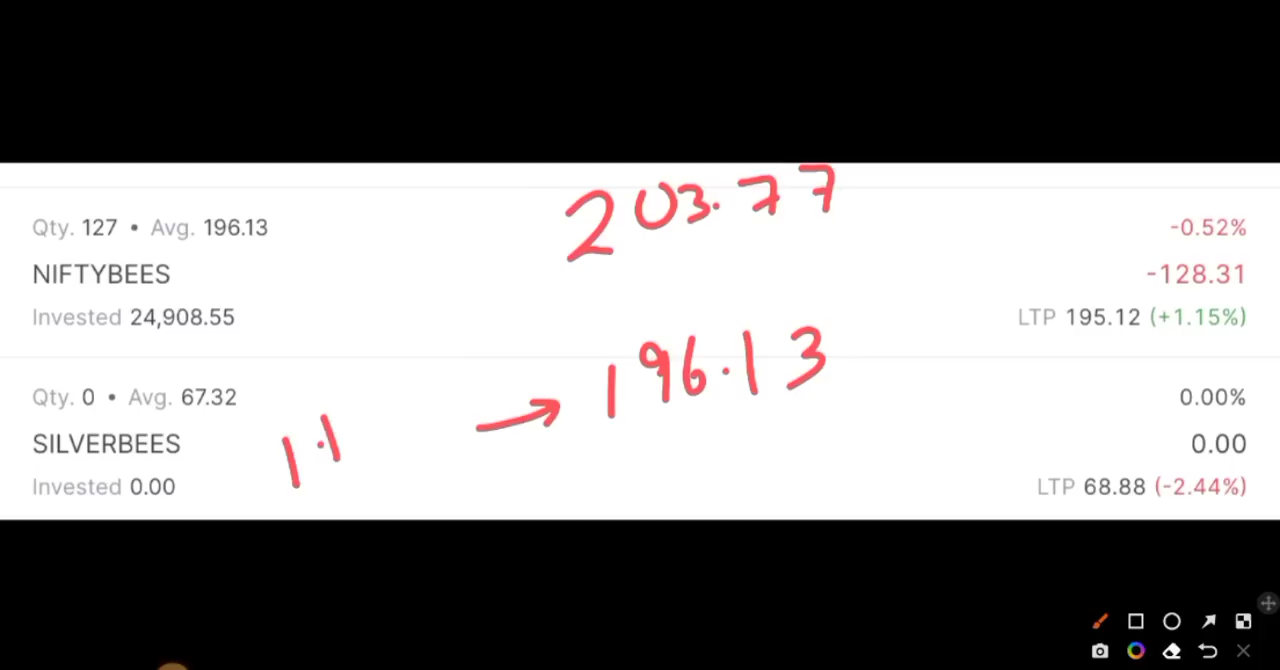 203.77
Qty. 127 • Avg. 196.13 -0.52%
NIFTYBEES -128.31
Invested 24,908.55 LTP 195.12 (+1.15%)
→ 196.13
Qty. 0 • Avg. 67.32 0.00%
SILVERBEES 0.00
1.1
Invested 0.00 LTP 68.88 (-2.44%)